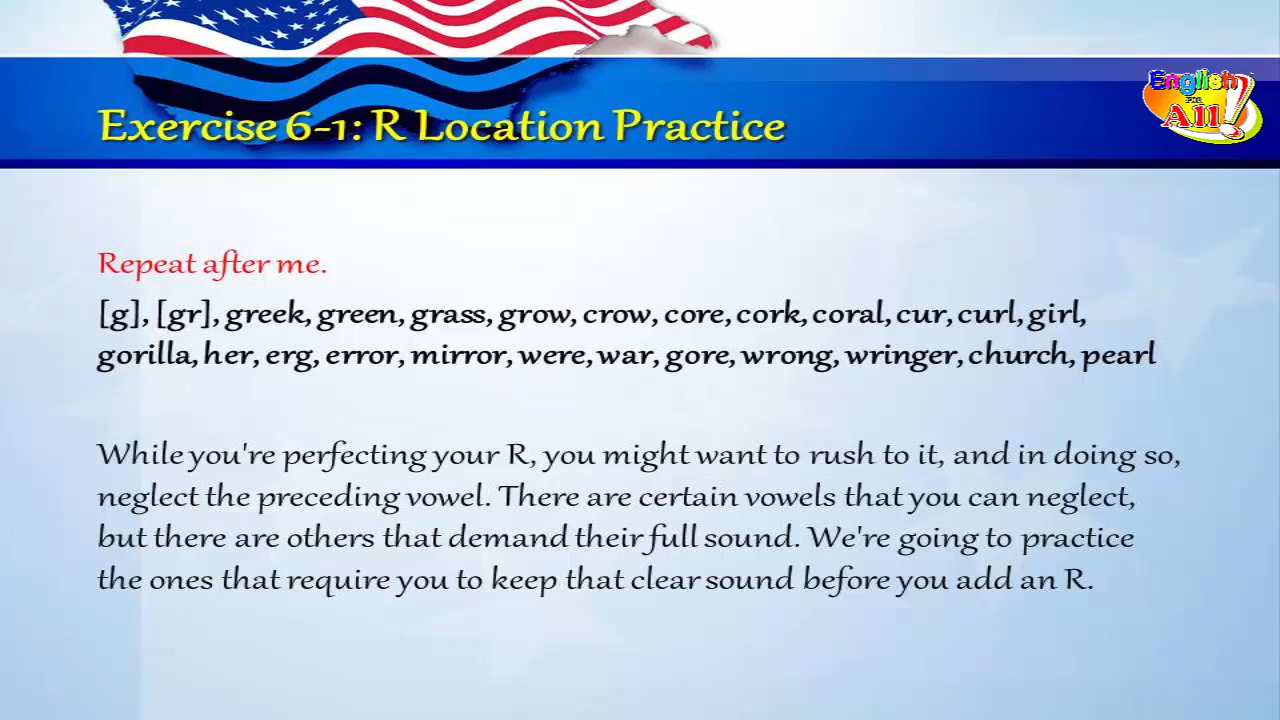 Exercise 6-1: R Location Practice
English
FOR
All!
Repeat after me.
[g], [gr], greek, green, grass, grow, crow, core, cork, coral, cur, curl, girl,
gorilla, her, erg, error, mirror, were, war, gore, wrong, wringer, church, pearl
While you're perfecting your R, you might want to rush to it, and in doing so,
neglect the preceding vowel. There are certain vowels that you can neglect,
but there are others that demand their full sound. We're going to practice
the ones that require you to keep that clear sound before you add an R.